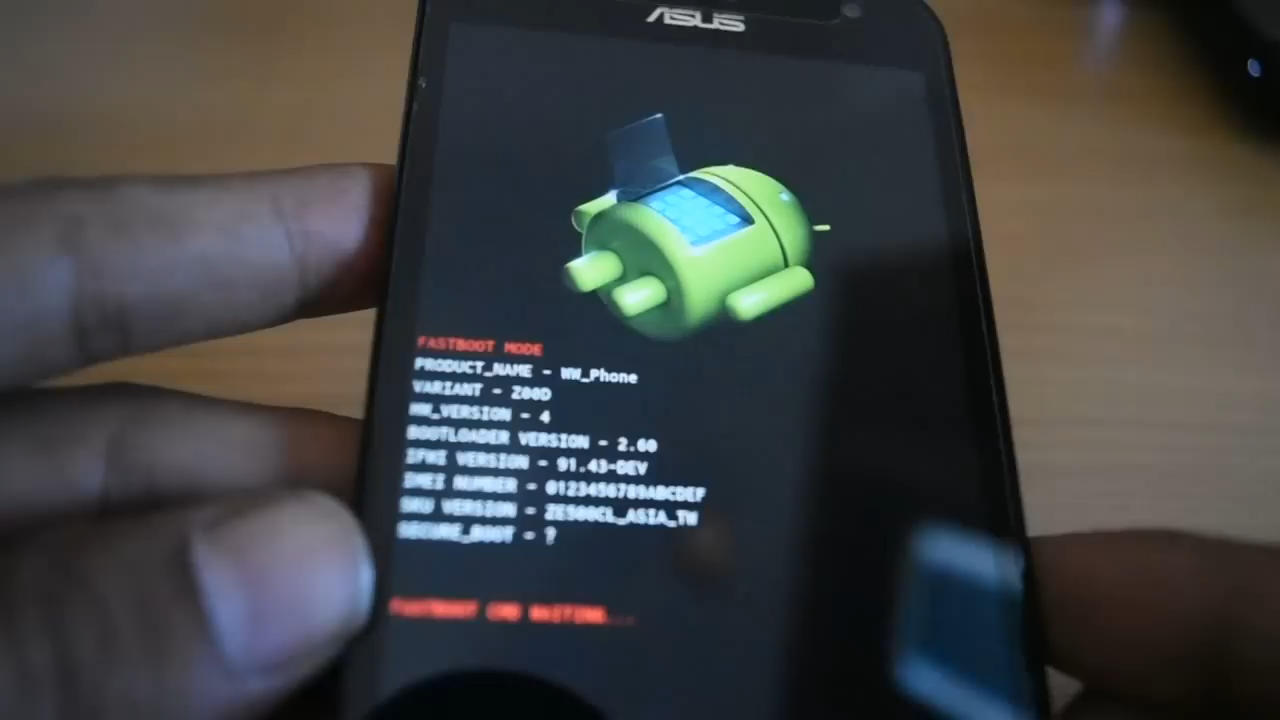 ASUS
FASTBOOT MODE
PRODUCT_NAME - WW_Phone
VARIANT - Z00D
HW_VERSION - 4
BOOTLOADER VERSION - 2.60
IFWI VERSION - 91.43-DEV
IMEI NUMBER - 0123456789ABCDEF
SKU VERSION - ZE500CL_ASIA_TW
SECURE_BOOT - ?
FASTBOOT CMD WAITING...